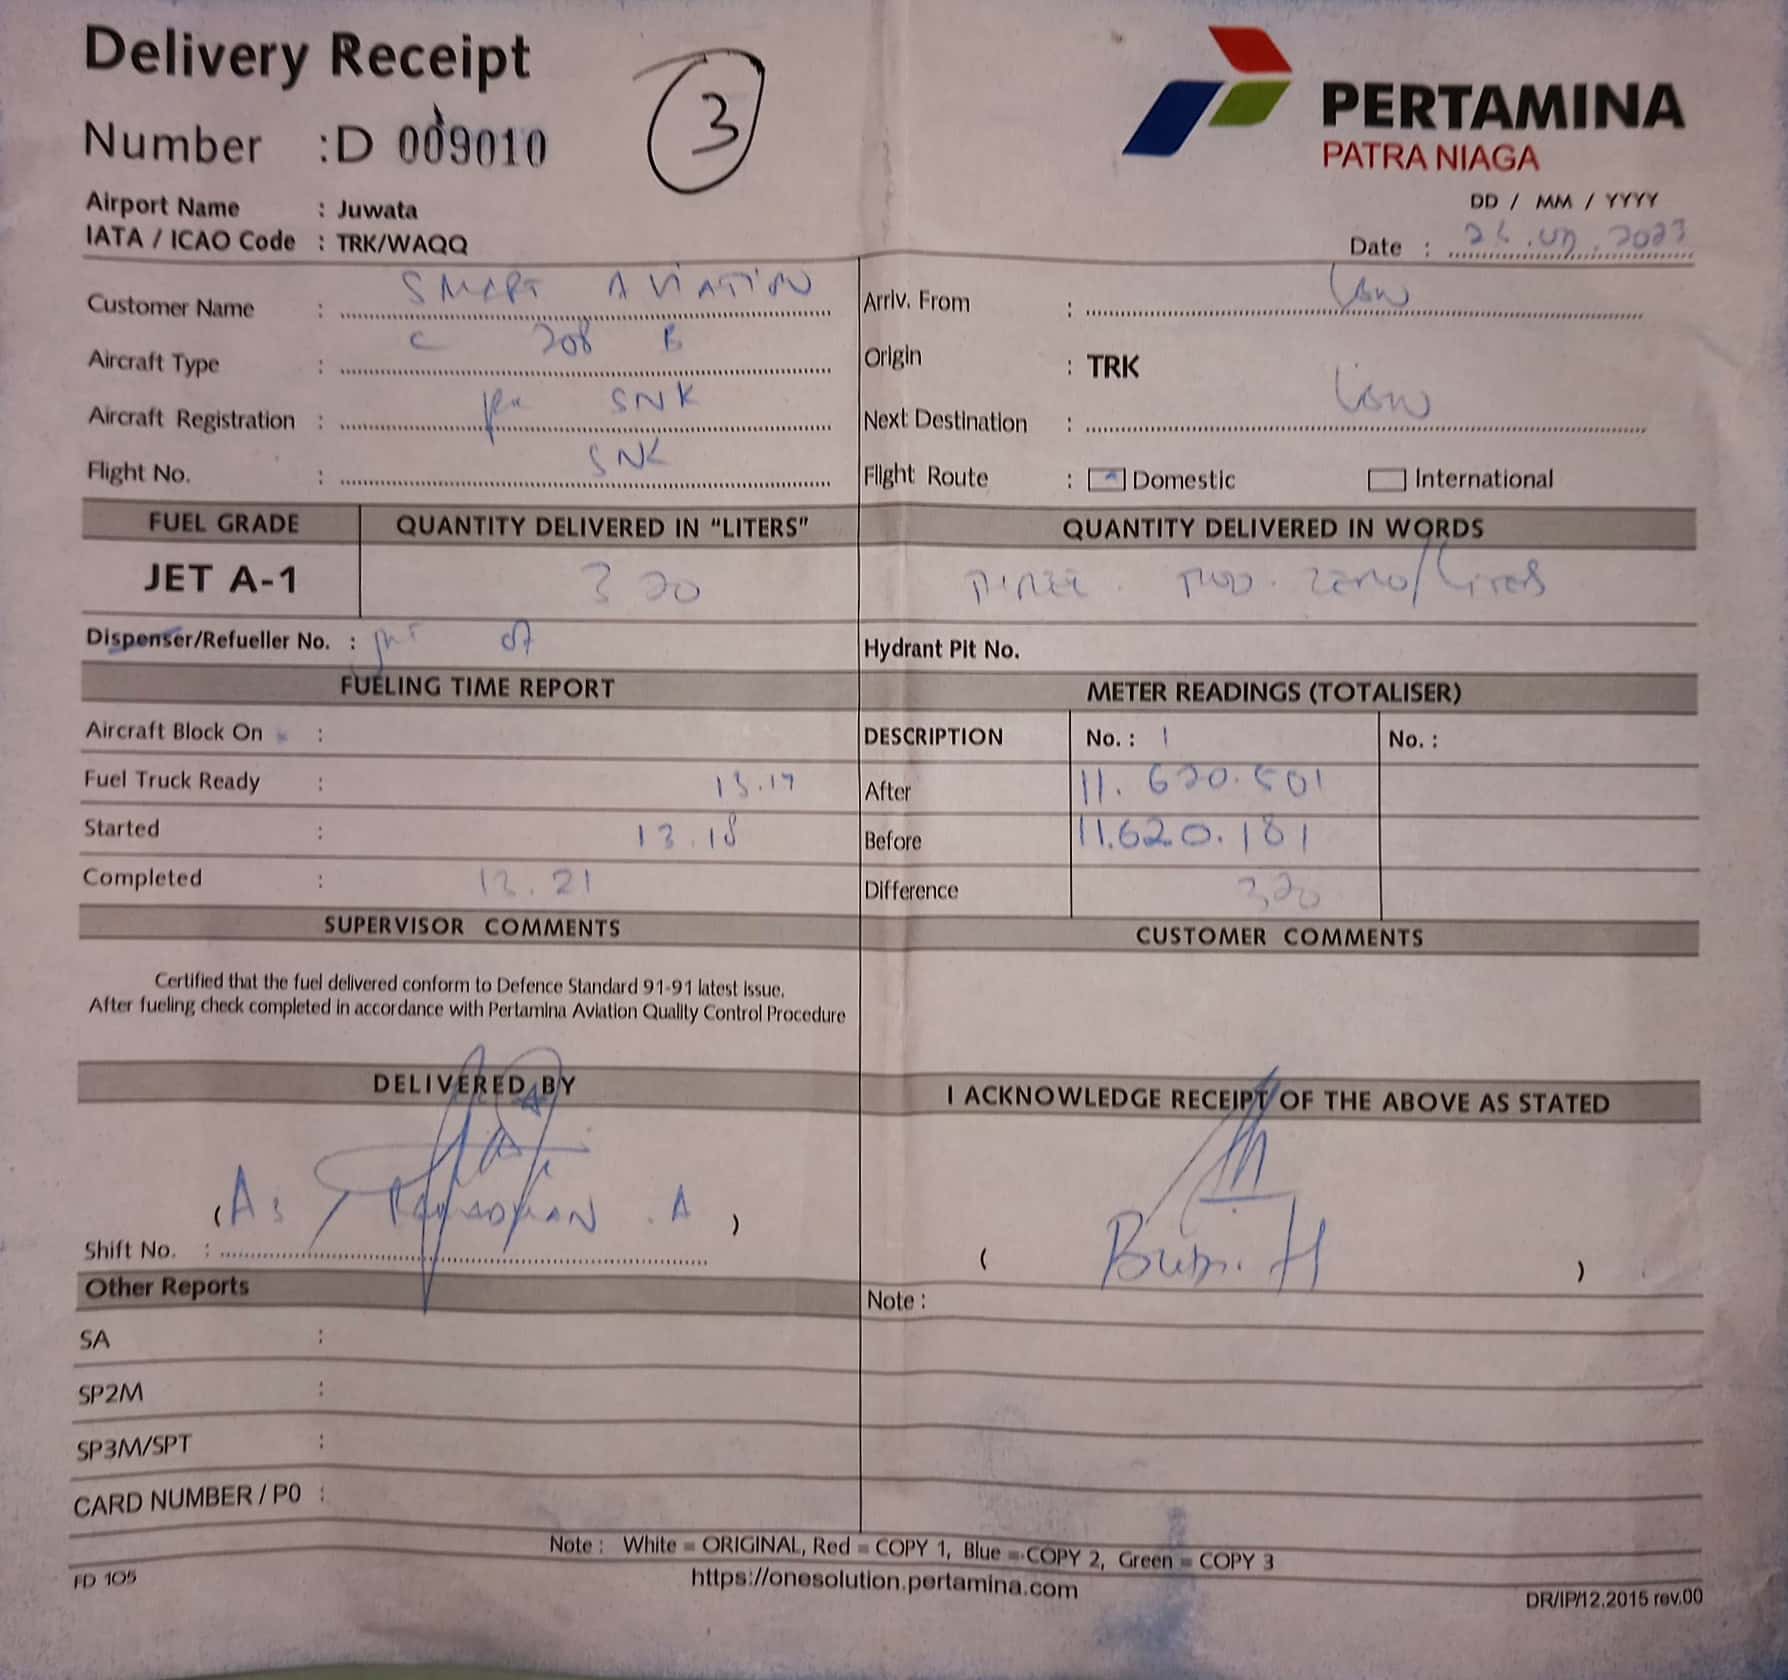 Delivery Receipt
Number : D 009010
3
PERTAMINA
PATRA NIAGA
Airport Name : Juwata
IATA / ICAO Code : TRK/WAQQ
DD / MM / YYYY
Date : 2023
Customer Name : SMART AVIATION
Aircraft Type : C 208 B
Aircraft Registration : PK SNK
Flight No. : SNK
Arriv. From :
Origin : TRK
Next Destination :
Flight Route : Domestic International
FUEL GRADE QUANTITY DELIVERED IN "LITERS" QUANTITY DELIVERED IN WORDS
JET A-1 320 THREE . TWO . ZERO / Liters
Dispenser/Refueller No. :
Hydrant Pit No.
FUELING TIME REPORT
Aircraft Block On :
Fuel Truck Ready : 13.17
Started : 13.18
Completed : 13.21
METER READINGS (TOTALISER)
DESCRIPTION No. : 1 No. :
After 11.620.501
Before 11.620.181
Difference 320
SUPERVISOR COMMENTS
CUSTOMER COMMENTS
Certified that the fuel delivered conform to Defence Standard 91-91 latest issue.
After fueling check completed in accordance with Pertamina Aviation Quality Control Procedure
DELIVERED BY
I ACKNOWLEDGE RECEIPT OF THE ABOVE AS STATED
( RAMADHAN . A )
Shift No. :
( H )
Other Reports
Note :
SA :
SP2M :
SP3M/SPT :
CARD NUMBER / P0 :
Note : White = ORIGINAL, Red = COPY 1, Blue = COPY 2, Green = COPY 3
https://onesolution.pertamina.com
FD 105
DR/IP/12.2015 rev.00